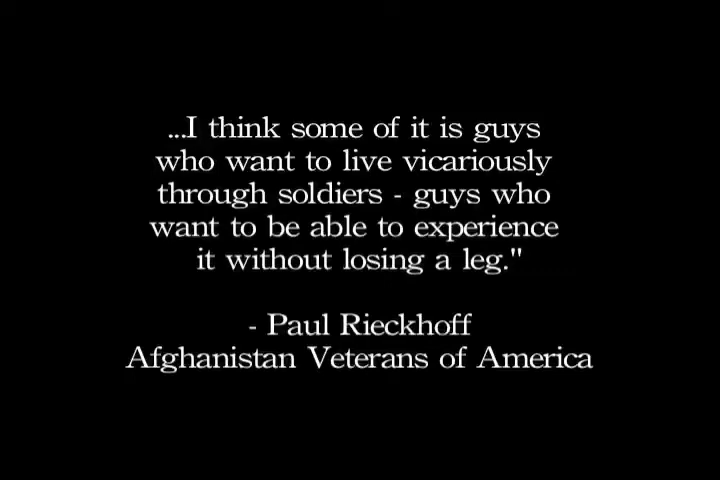 ...I think some of it is guys
who want to live vicariously
through soldiers - guys who
want to be able to experience
it without losing a leg."
- Paul Rieckhoff
Afghanistan Veterans of America